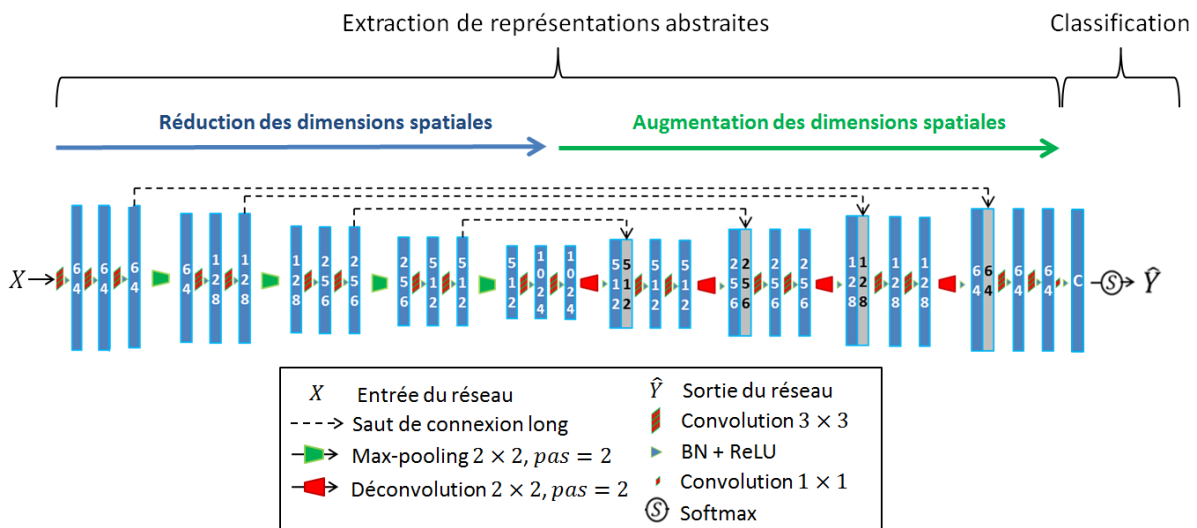 Extraction de représentations abstraites
Classification
Réduction des dimensions spatiales
Augmentation des dimensions spatiales
X 64 64 64 64 128 128 128 256 256 256 512 512 512 1024 1024 512 512 512 512 256 256 256 256 128 128 128 128 64 64 64 64 C S Ŷ
X Entrée du réseau
Saut de connexion long
Max-pooling 2 × 2, pas = 2
Déconvolution 2 × 2, pas = 2
Ŷ Sortie du réseau
Convolution 3 × 3
BN + ReLU
Convolution 1 × 1
S Softmax